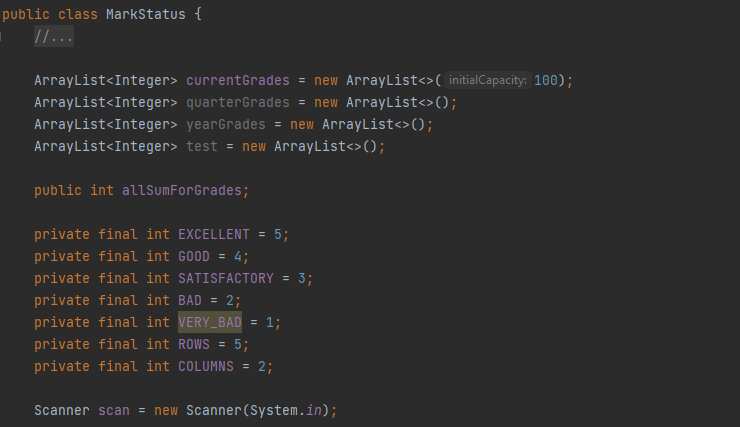 public class MarkStatus {
//...
ArrayList<Integer> currentGrades = new ArrayList<>( initialCapacity: 100);
ArrayList<Integer> quarterGrades = new ArrayList<>();
ArrayList<Integer> yearGrades = new ArrayList<>();
ArrayList<Integer> test = new ArrayList<>();
public int allSumForGrades;
private final int EXCELLENT = 5;
private final int GOOD = 4;
private final int SATISFACTORY = 3;
private final int BAD = 2;
private final int VERY_BAD = 1;
private final int ROWS = 5;
private final int COLUMNS = 2;
Scanner scan = new Scanner(System.in);